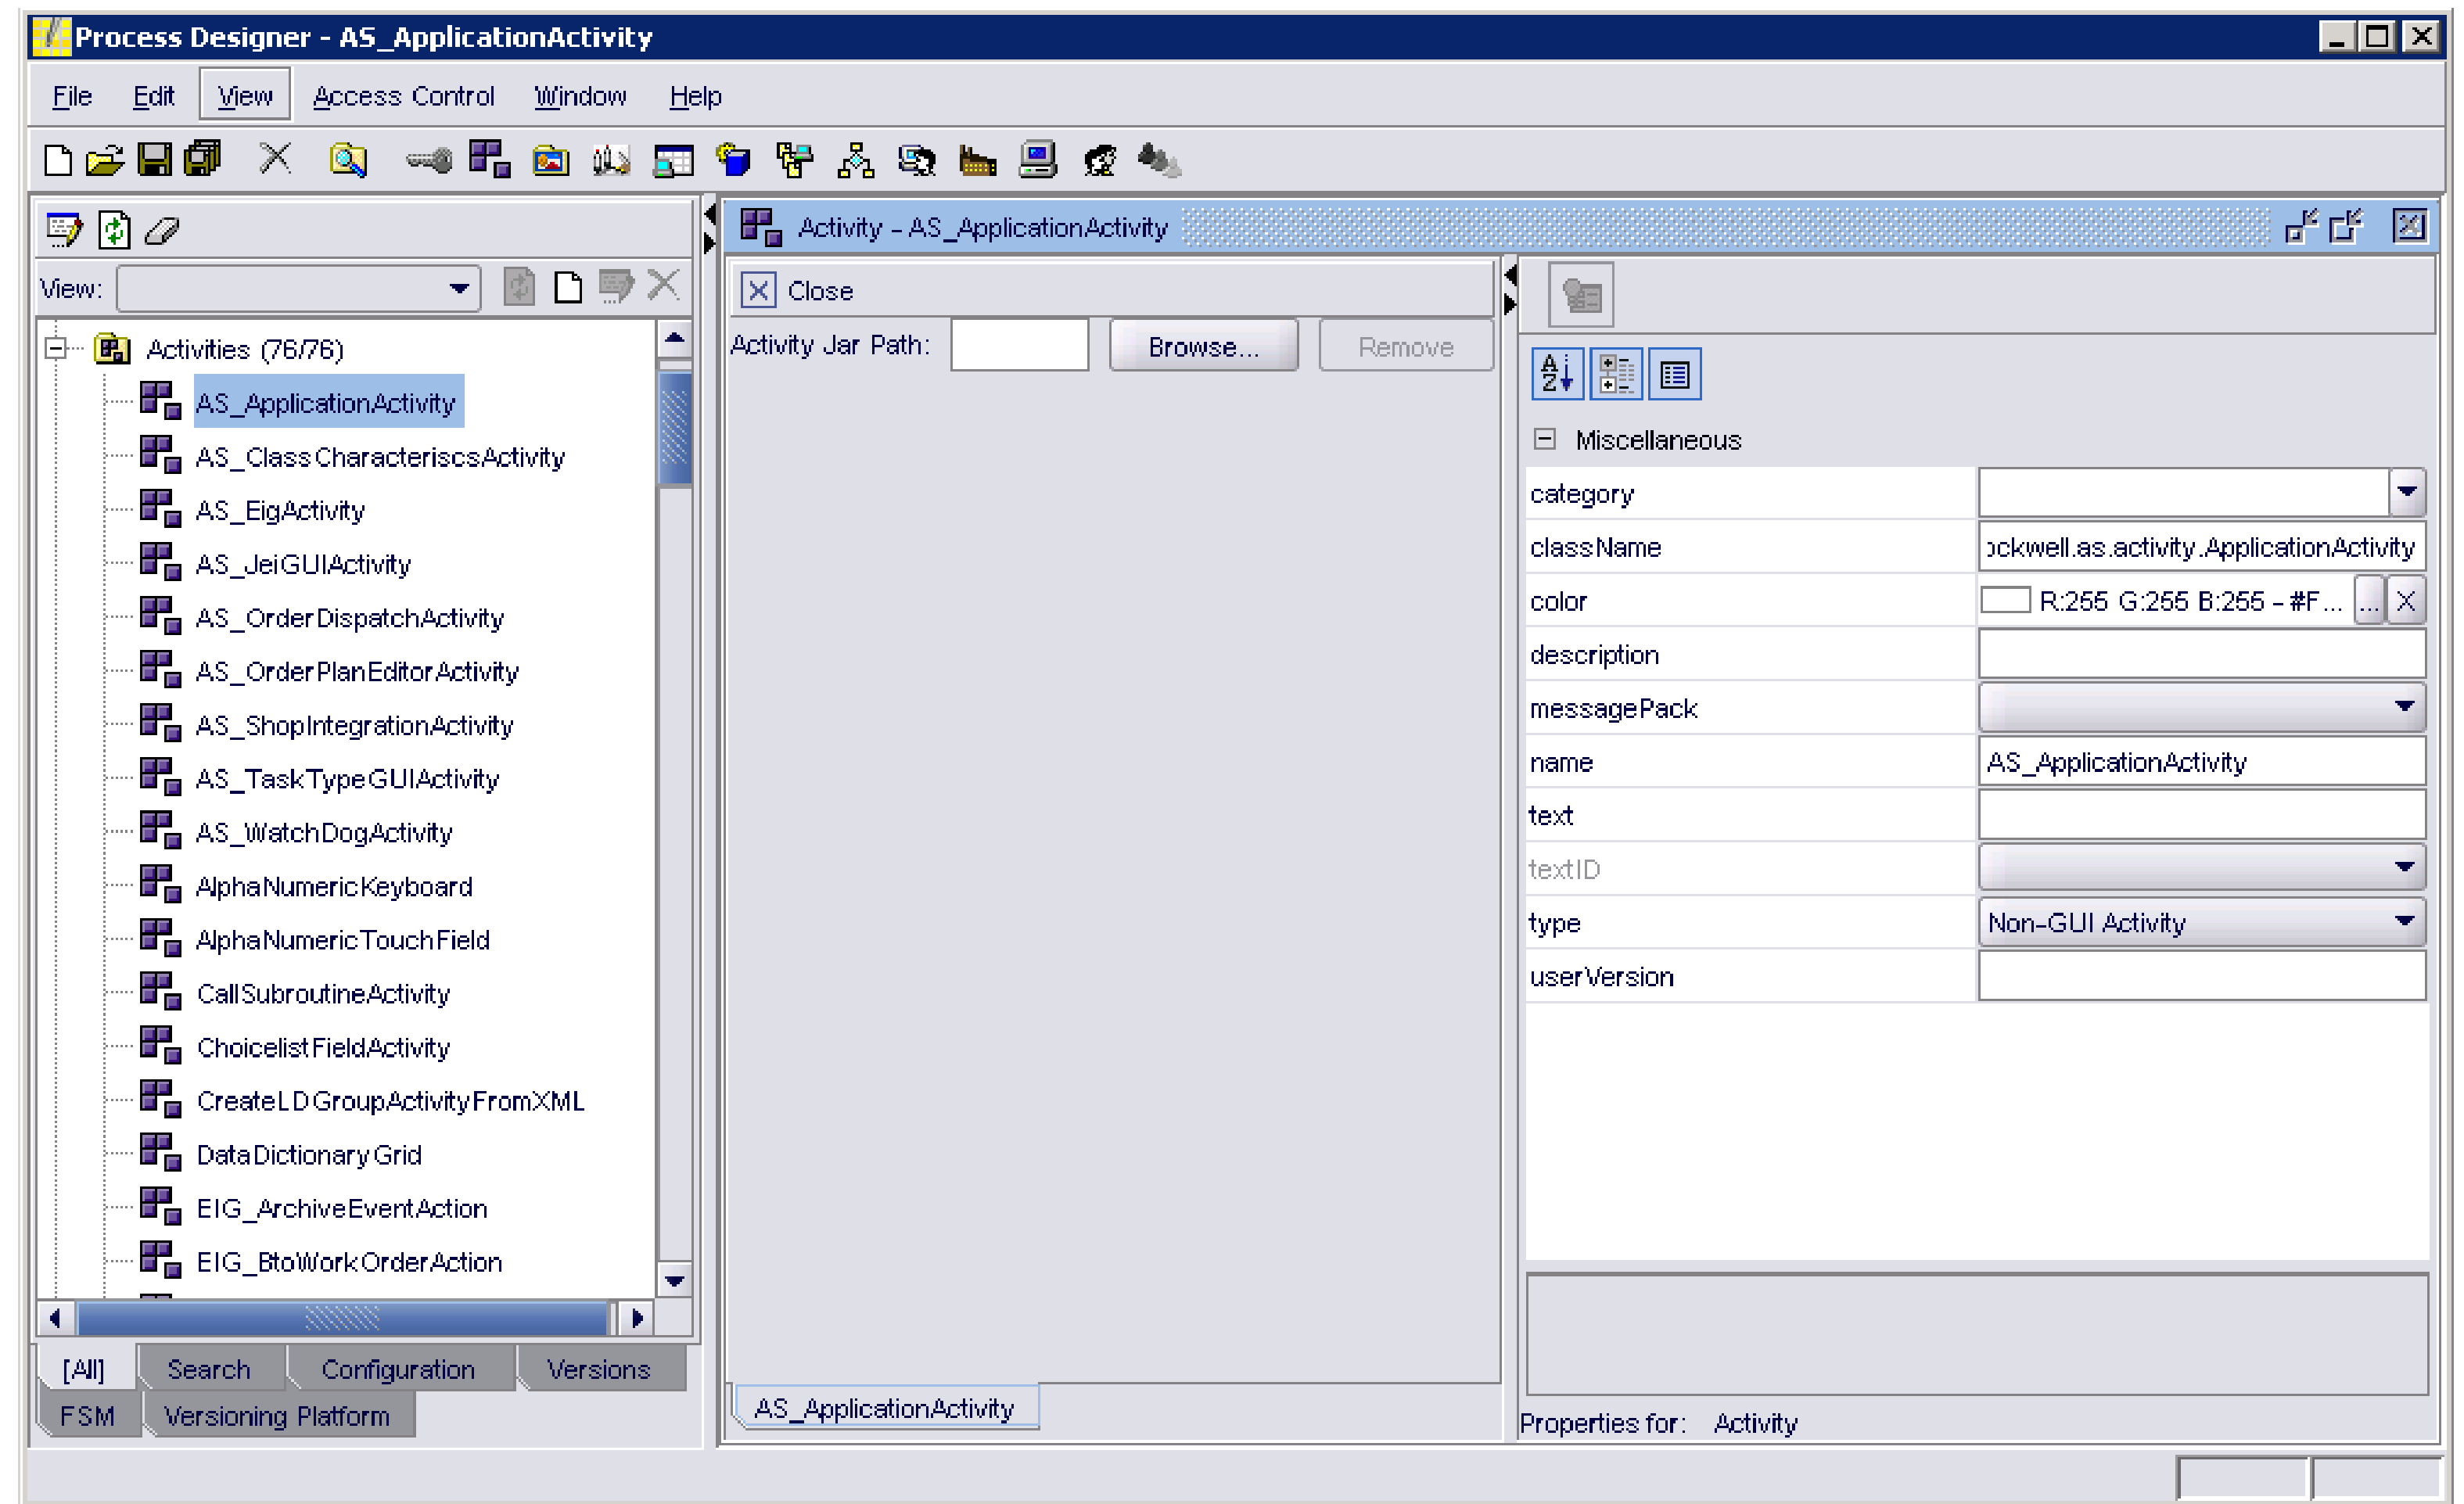 Process Designer - AS_ApplicationActivity
File Edit View Access Control Window Help
View:
Activities (76/76)
AS_ApplicationActivity
AS_ClassCharacteriscsActivity
AS_EigActivity
AS_JeiGUIActivity
AS_OrderDispatchActivity
AS_OrderPlanEditorActivity
AS_ShopIntegrationActivity
AS_TaskTypeGUIActivity
AS_WatchDogActivity
AlphaNumericKeyboard
AlphaNumericTouchField
CallSubroutineActivity
ChoicelistFieldActivity
CreateLDGroupActivityFromXML
DataDictionaryGrid
EIG_ArchiveEventAction
EIG_BtoWorkOrderAction
[All] Search Configuration Versions
FSM Versioning Platform
Activity - AS_ApplicationActivity
Close
Activity Jar Path: Browse... Remove
AS_ApplicationActivity
Miscellaneous
category
className ockwell.as.activity.ApplicationActivity
color R:255 G:255 B:255 - #F... ...
description
messagePack
name AS_ApplicationActivity
text
textID
type Non-GUI Activity
userVersion
Properties for: Activity